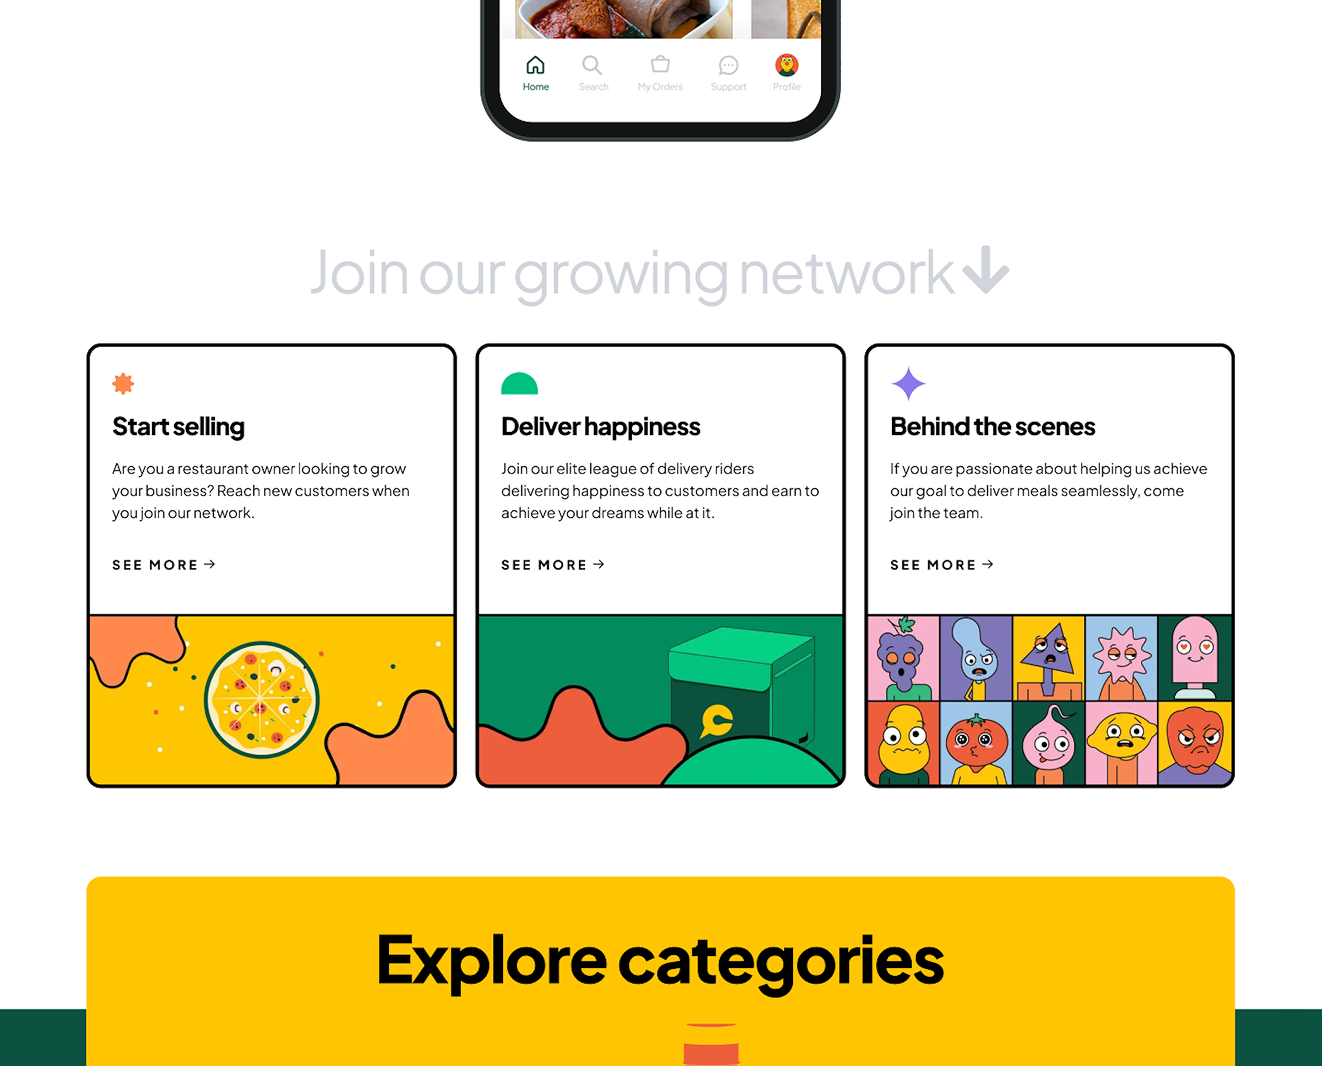 Home
Search
My Orders
Support
Profile
Join our growing network
Start selling
Are you a restaurant owner looking to grow
your business? Reach new customers when
you join our network.
SEE MORE →
Deliver happiness
Join our elite league of delivery riders
delivering happiness to customers and earn to
achieve your dreams while at it.
SEE MORE →
Behind the scenes
If you are passionate about helping us achieve
our goal to deliver meals seamlessly, come
join the team.
SEE MORE →
Explore categories